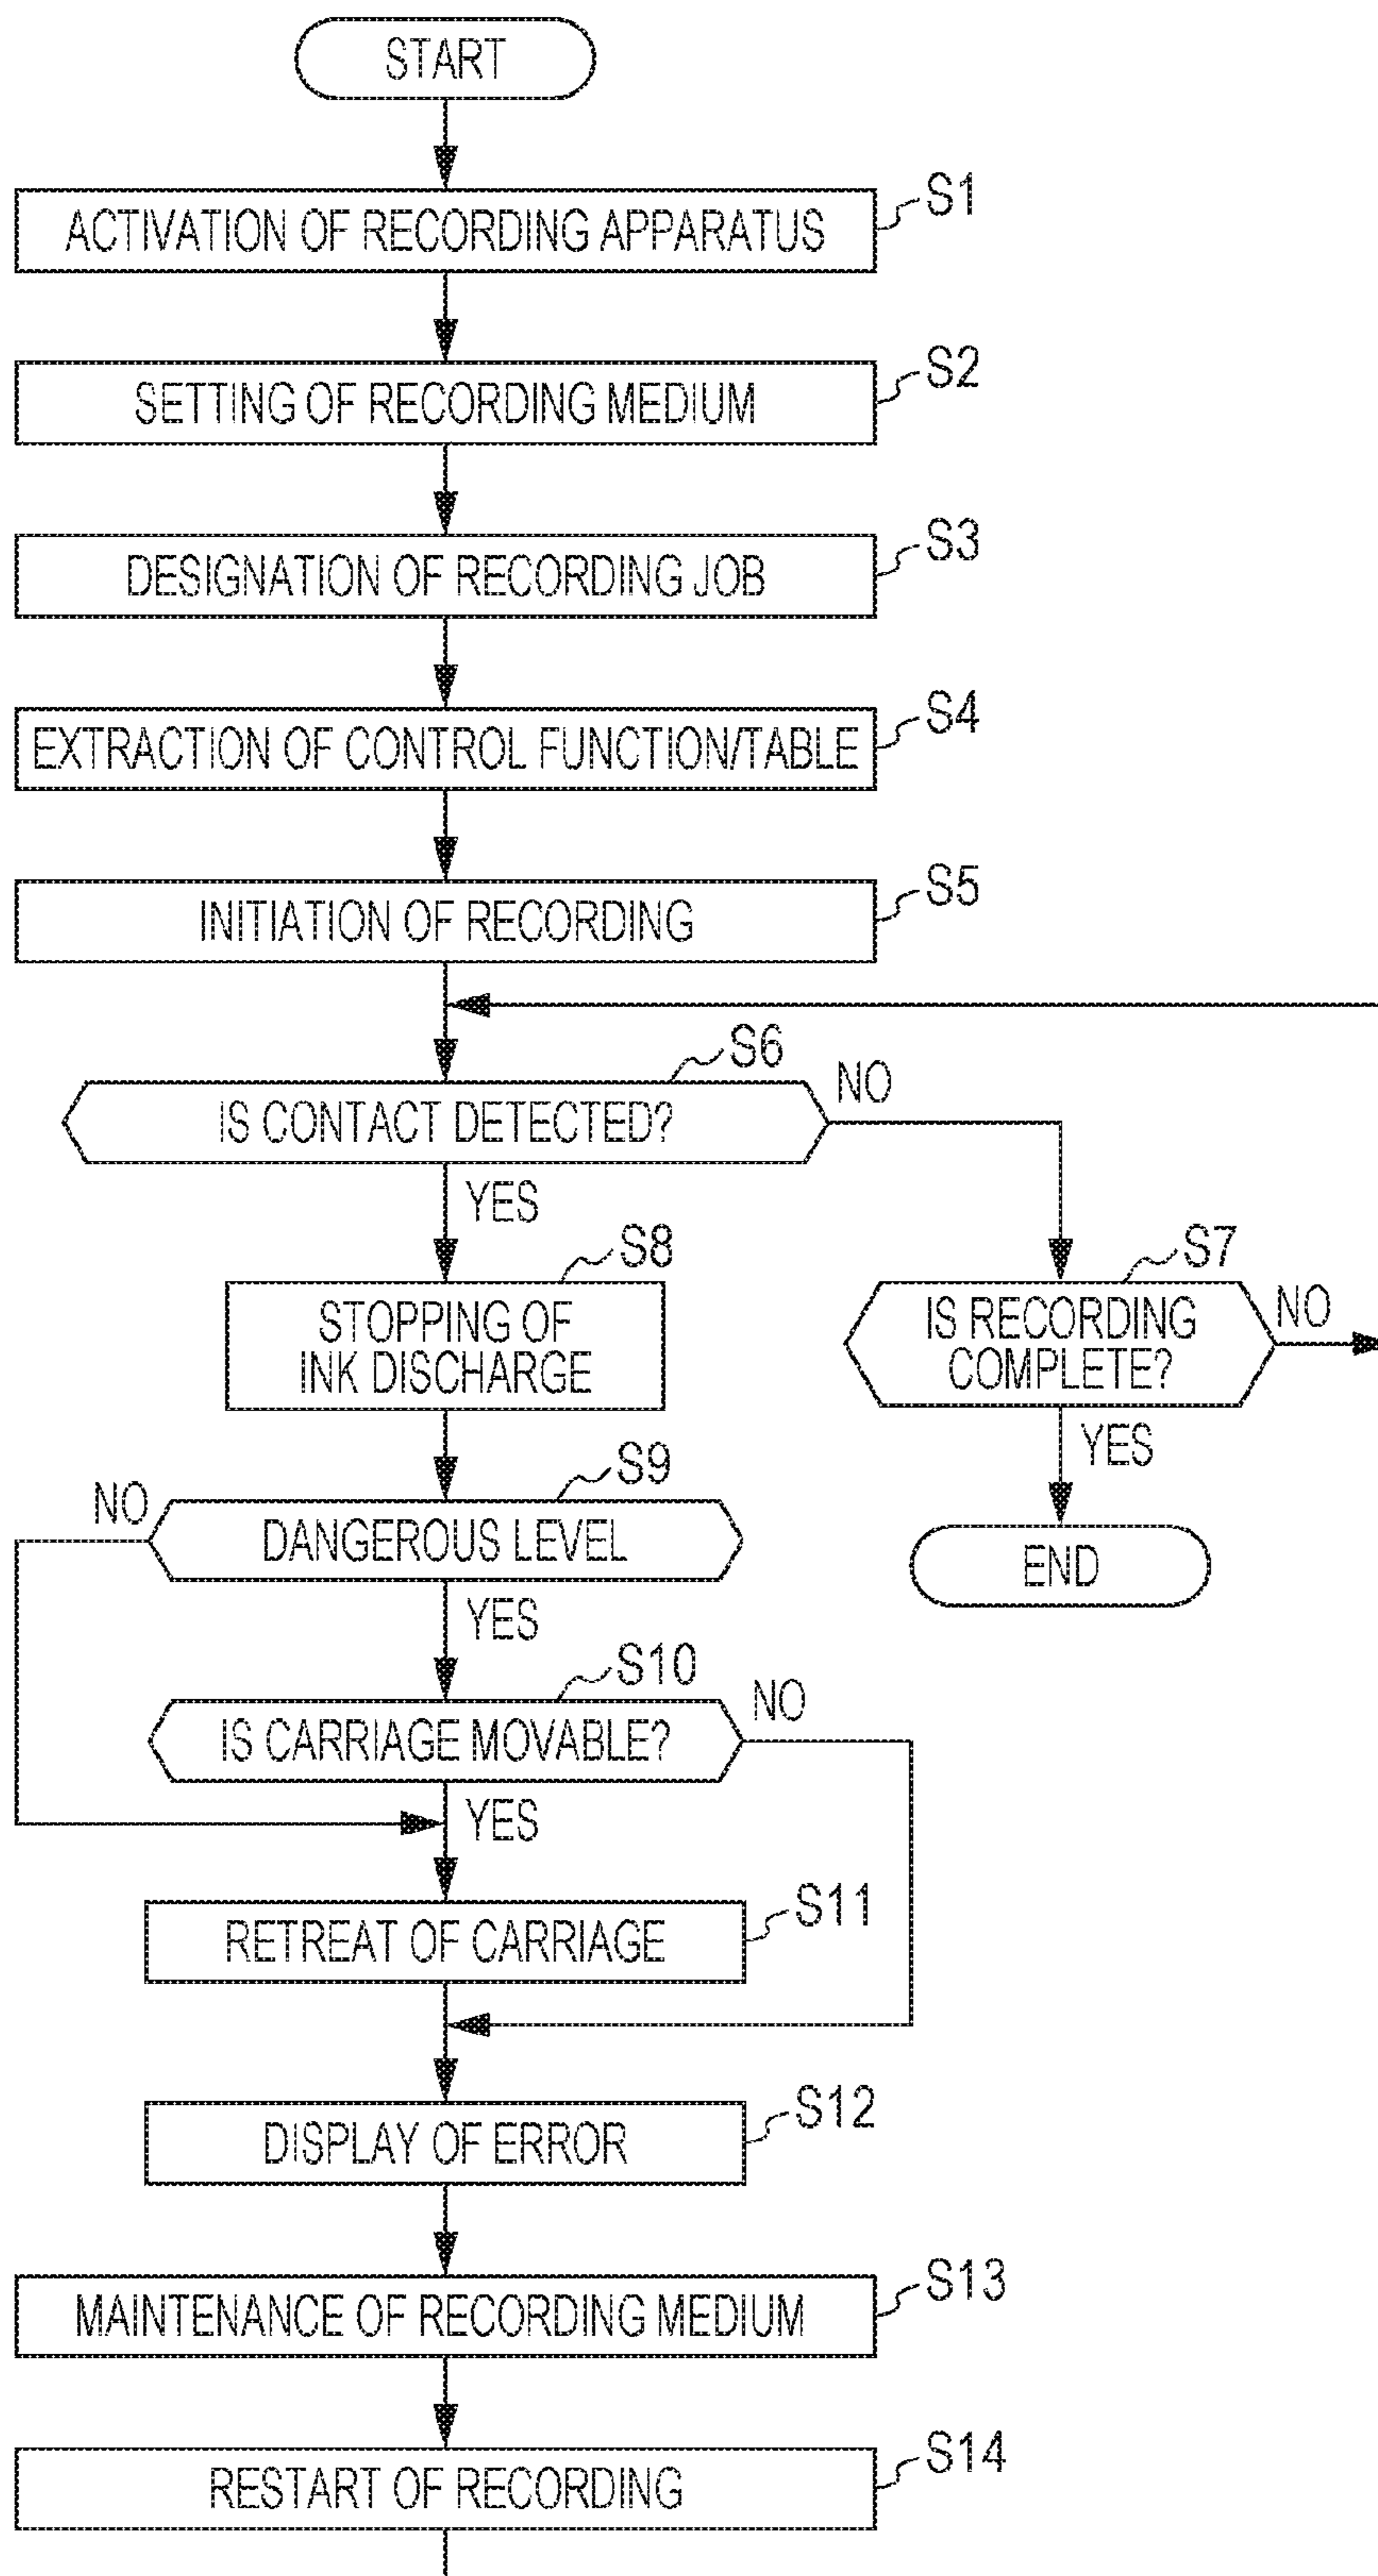 START
ACTIVATION OF RECORDING APPARATUS
S1
SETTING OF RECORDING MEDIUM
S2
DESIGNATION OF RECORDING JOB
S3
EXTRACTION OF CONTROL FUNCTION/TABLE
S4
INITIATION OF RECORDING
S5
IS CONTACT DETECTED?
S6
NO
YES
S7
IS RECORDING
COMPLETE?
NO
YES
END
S8
STOPPING OF
INK DISCHARGE
S9
NO
DANGEROUS LEVEL
YES
S10
IS CARRIAGE MOVABLE?
NO
YES
RETREAT OF CARRIAGE
S11
DISPLAY OF ERROR
S12
MAINTENANCE OF RECORDING MEDIUM
S13
RESTART OF RECORDING
S14